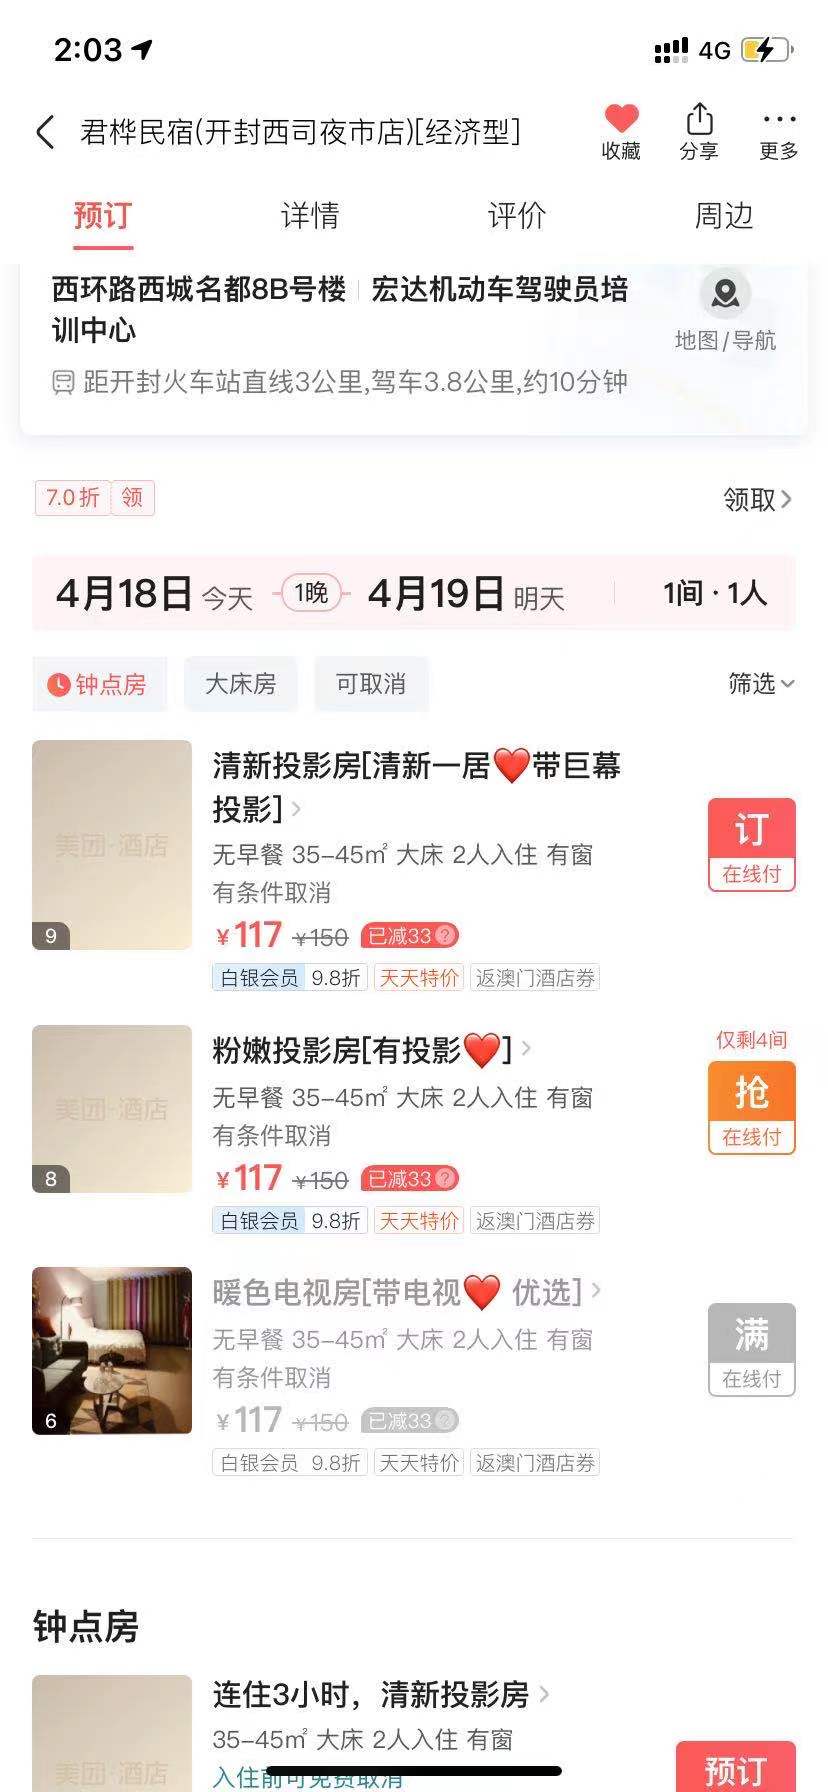 2:03
4G
君桦民宿(开封西司夜市店)[经济型]
收藏
分享
更多
预订
详情
评价
周边
西环路西城名都8B号楼 宏达机动车驾驶员培
训中心
地图/导航
距开封火车站直线3公里,驾车3.8公里,约10分钟
7.0折 领
领取
4月18日 今天 1晚 4月19日 明天 1间·1人
钟点房
大床房
可取消
筛选
美团·酒店
9
清新投影房[清新一居❤️带巨幕
投影]
无早餐 35-45㎡ 大床 2人入住 有窗
有条件取消
¥117 ¥150 已减33?
白银会员 9.8折 天天特价 返澳门酒店券
订
在线付
美团·酒店
8
粉嫩投影房[有投影❤️]
无早餐 35-45㎡ 大床 2人入住 有窗
有条件取消
¥117 ¥150 已减33?
白银会员 9.8折 天天特价 返澳门酒店券
仅剩4间
抢
在线付
6
暖色电视房[带电视❤️ 优选]
无早餐 35-45㎡ 大床 2人入住 有窗
有条件取消
¥117 ¥150 已减33?
白银会员 9.8折 天天特价 返澳门酒店券
满
在线付
钟点房
美团·酒店
连住3小时，清新投影房
35-45㎡ 大床 2人入住 有窗
入住前可免费取消
预订